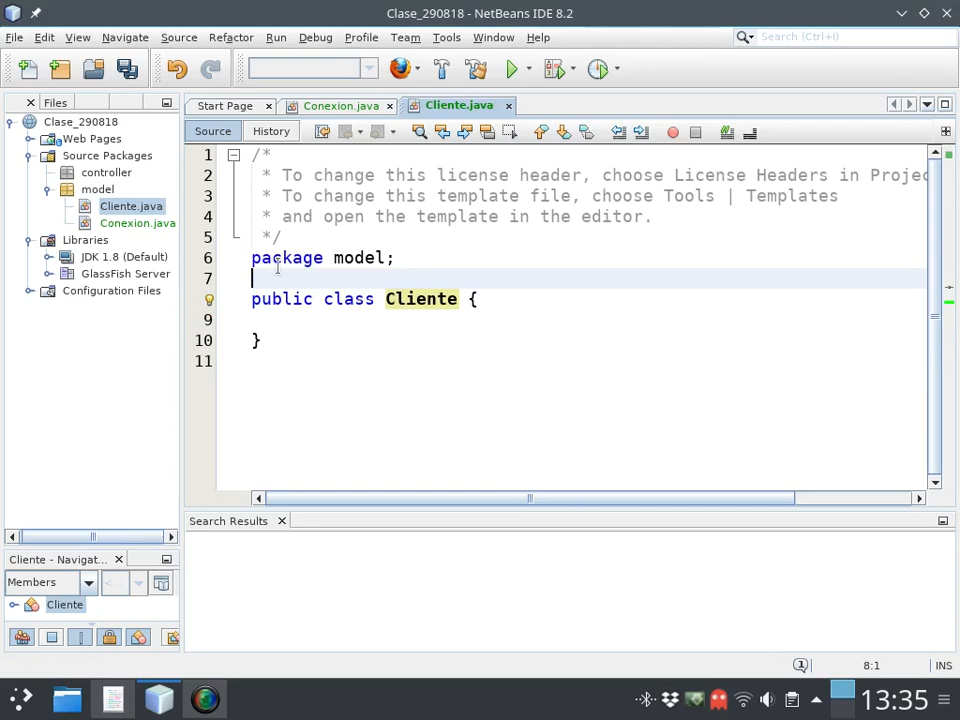 Clase_290818 - NetBeans IDE 8.2
File Edit View Navigate Source Refactor Run Debug Profile Team Tools Window Help
Search (Ctrl+I)
Files
Start Page Conexion.java Cliente.java
Clase_290818
Web Pages
Source Packages
controller
model
Cliente.java
Conexion.java
Libraries
JDK 1.8 (Default)
GlassFish Server
Configuration Files
Source History
1 /*
2 * To change this license header, choose License Headers in Projec
3 * To change this template file, choose Tools | Templates
4 * and open the template in the editor.
5 */
6 package model;
7
public class Cliente {
9
10 }
11
Search Results
Cliente - Navigat...
Members <...
Cliente
1 8:1 INS
13:35